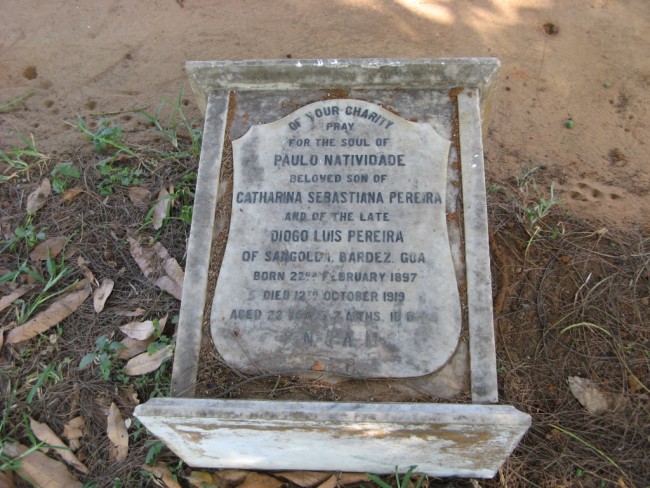 OF YOUR CHARITY
PRAY
FOR THE SOUL OF
PAULO NATIVIDADE
BELOVED SON OF
CATHARINA SEBASTIANA PEREIRA
AND OF THE LATE
DIOGO LUIS PEREIRA
OF SANGOLDA, BARDEZ, GOA
BORN 22ND FEBRUARY 1897
DIED 12TH OCTOBER 1919
AGED 22